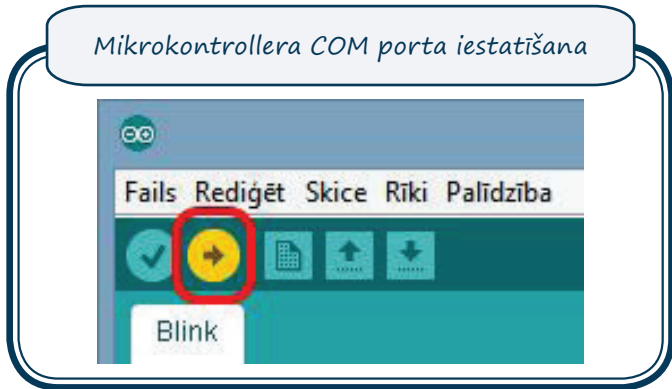 Mikrokontrollera COM porta iestatīšana
Fails Rediģēt Skice Rīki Palīdzība
Blink